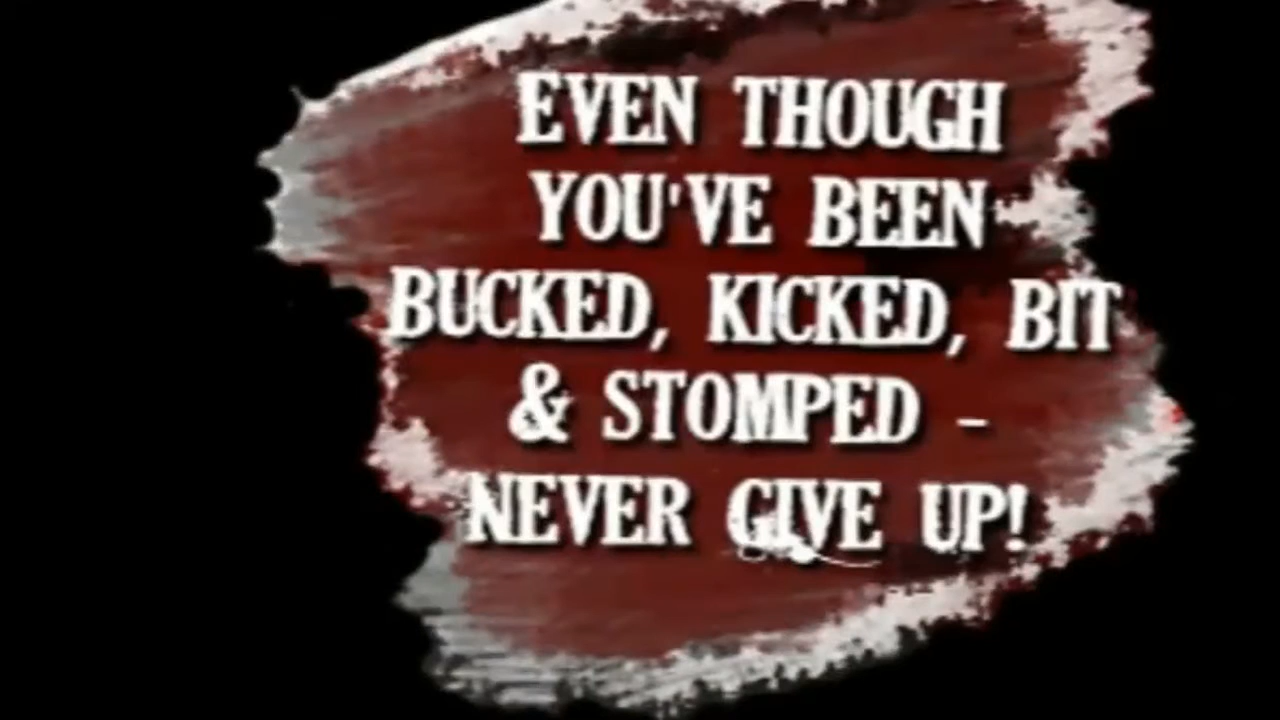 EVEN THOUGH
YOU'VE BEEN
BUCKED, KICKED, BIT
& STOMPED -
NEVER GIVE UP!